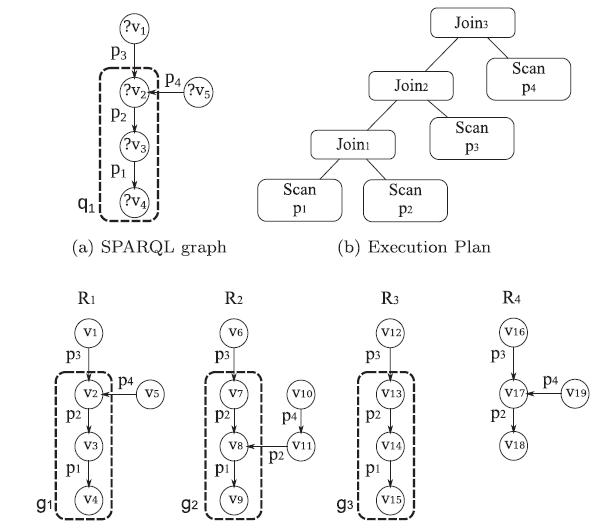 ?v1
p3
?v2
p4
?v5
p2
?v3
p1
?v4
q1
(a) SPARQL graph
Join3
Join2
Scan
p4
Join1
Scan
p3
Scan
p1
Scan
p2
(b) Execution Plan
R1
v1
p3
v2
p4
v5
p2
v3
p1
v4
g1
R2
v6
p3
v7
v10
p2
p4
v8
v11
p2
p1
v9
g2
R3
v12
p3
v13
p2
v14
p1
v15
g3
R4
v16
p3
v17
p4
v19
p2
v18